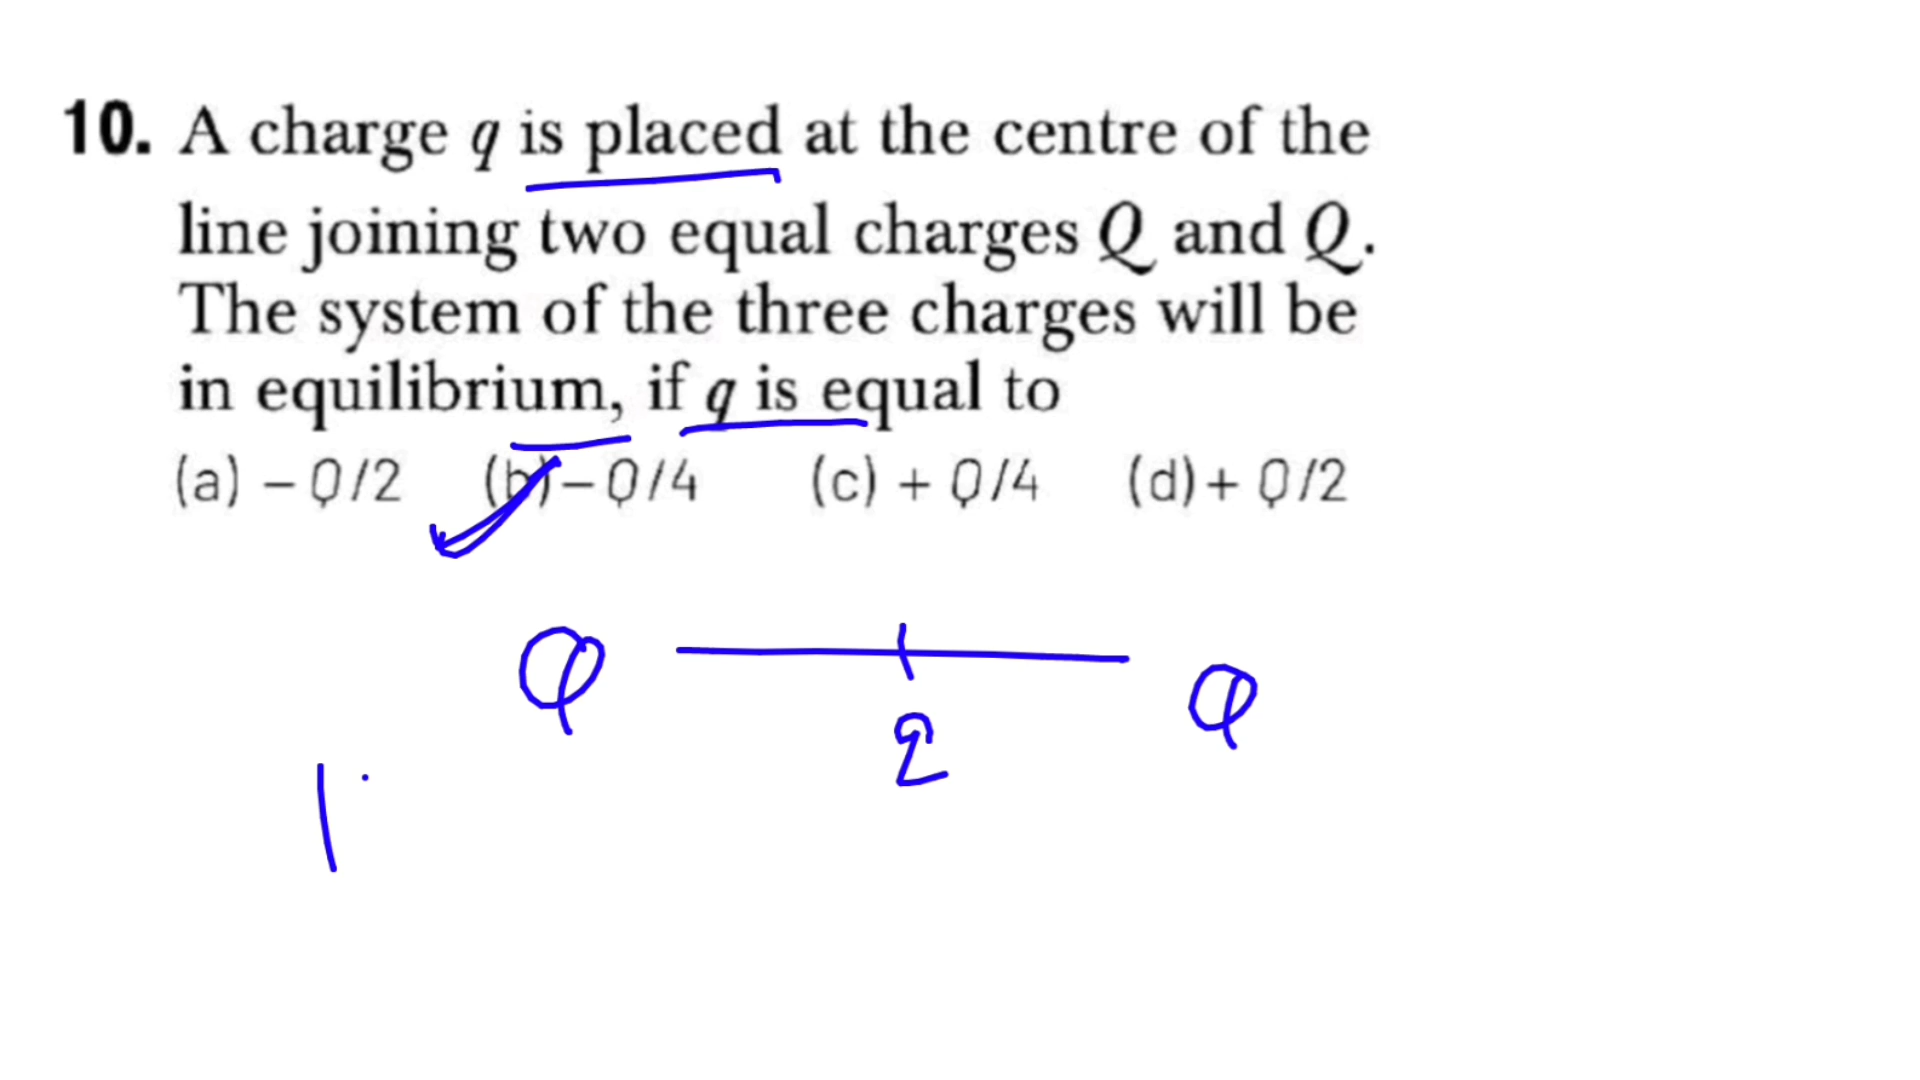 10. A charge q is placed at the centre of the
line joining two equal charges Q and Q.
The system of the three charges will be
in equilibrium, if q is equal to
(a) – Q/2 (b) – Q/4 (c) + Q/4 (d) + Q/2
Q Q
q